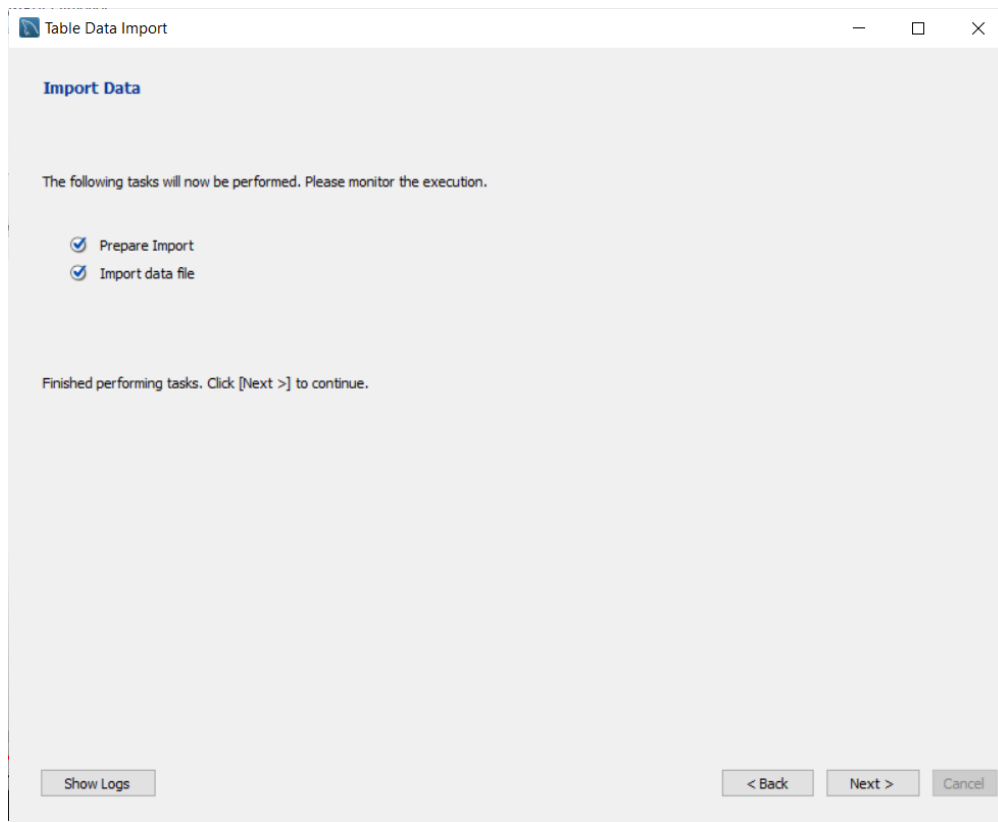 Table Data Import
Import Data
The following tasks will now be performed. Please monitor the execution.
Prepare Import
Import data file
Finished performing tasks. Click [Next >] to continue.
Show Logs
< Back
Next >
Cancel